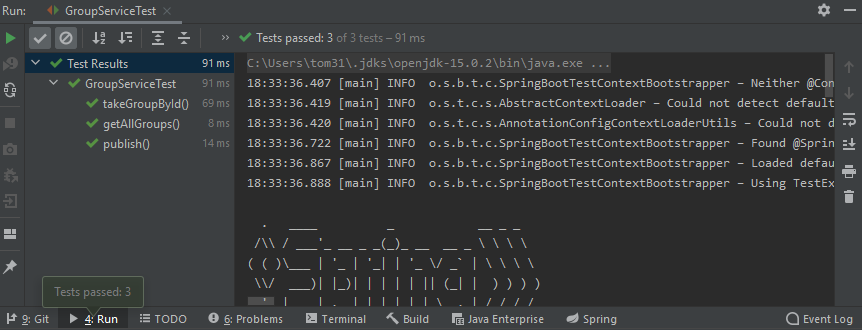 Run: GroupServiceTest
Tests passed: 3 of 3 tests – 91 ms
Test Results 91 ms
GroupServiceTest 91 ms
takeGroupById() 69 ms
getAllGroups() 8 ms
publish() 14 ms
C:\Users\tom31\.jdks\openjdk-15.0.2\bin\java.exe ...
18:33:36.407 [main] INFO o.s.b.t.c.SpringBootTestContextBootstrapper – Neither @Con
18:33:36.419 [main] INFO o.s.t.c.s.AbstractContextLoader – Could not detect default
18:33:36.420 [main] INFO o.s.t.c.s.AnnotationConfigContextLoaderUtils – Could not d
18:33:36.722 [main] INFO o.s.b.t.c.SpringBootTestContextBootstrapper – Found @Sprin
18:33:36.867 [main] INFO o.s.b.t.c.SpringBootTestContextBootstrapper – Loaded defau
18:33:36.888 [main] INFO o.s.b.t.c.SpringBootTestContextBootstrapper – Using TestEx
Tests passed: 3
9: Git 4: Run TODO 6: Problems Terminal Build Java Enterprise Spring Event Log